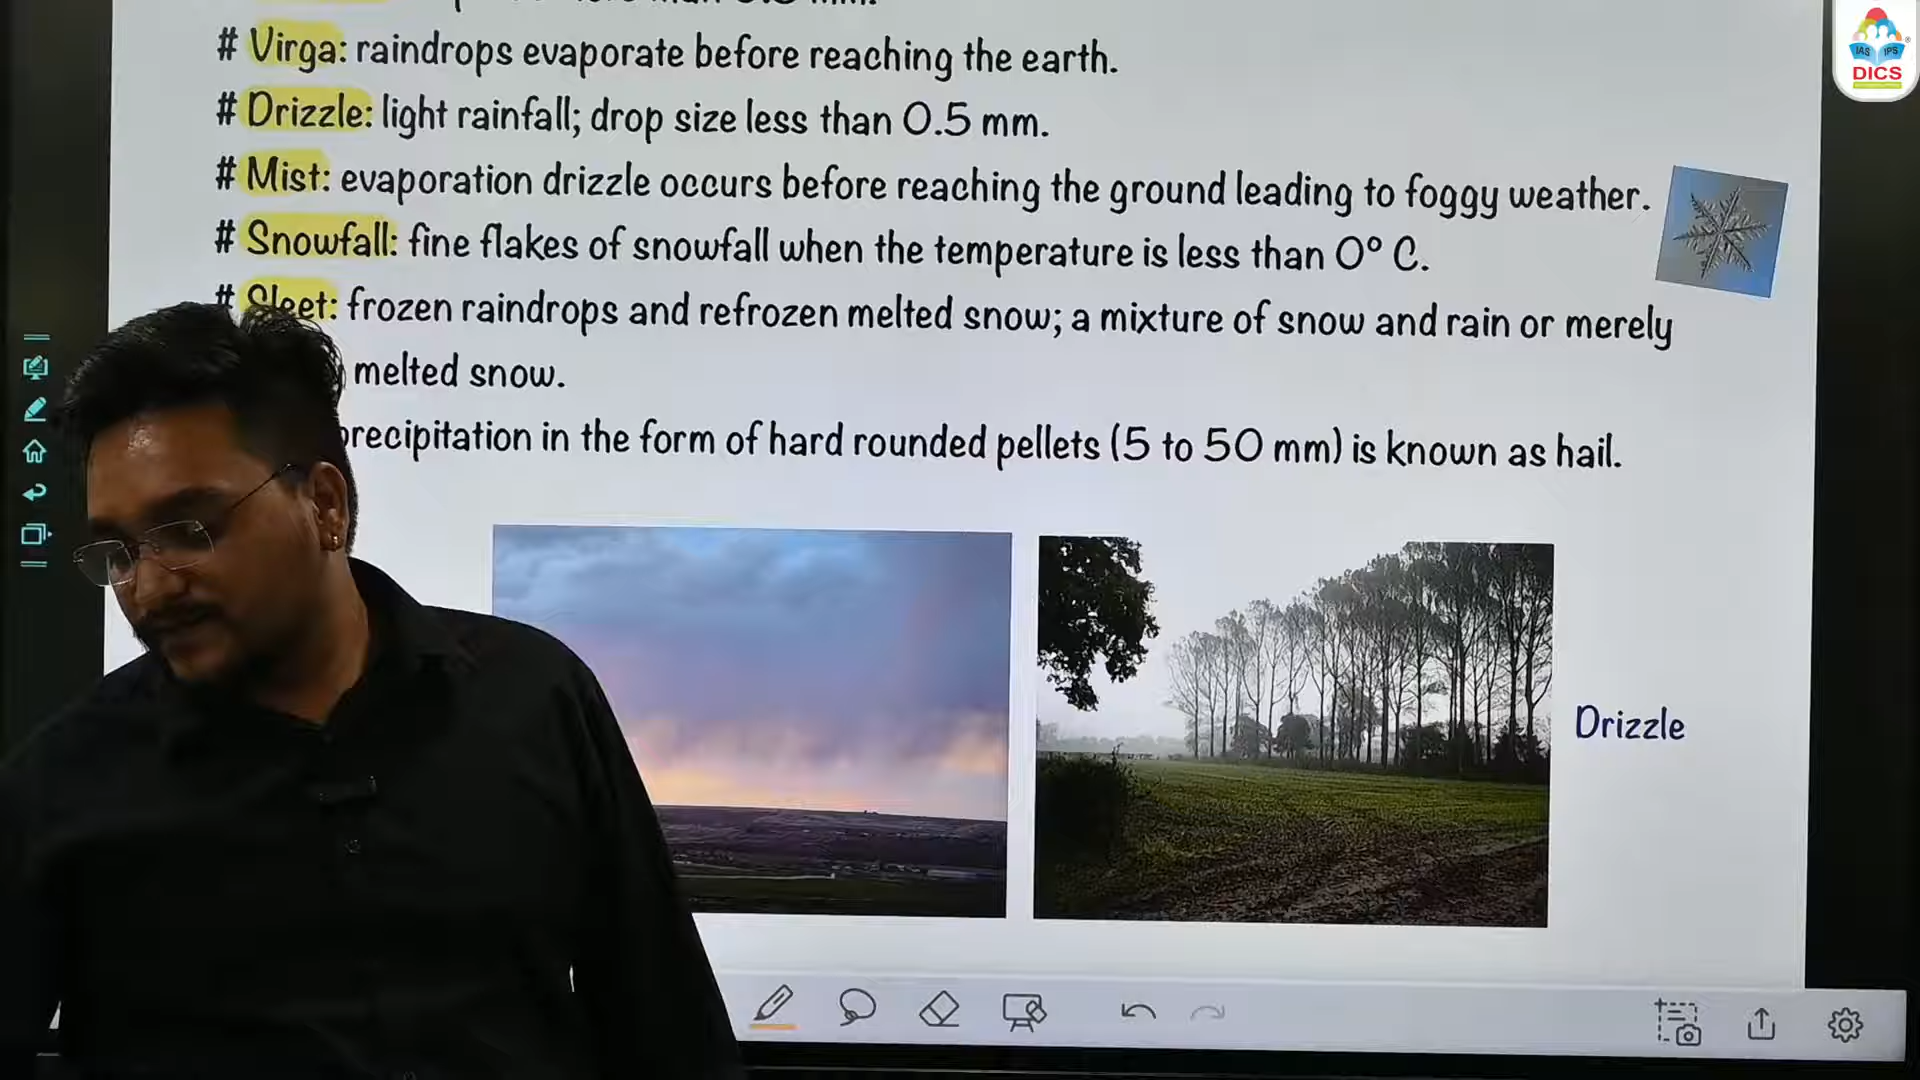 # Virga: raindrops evaporate before reaching the earth.
# Drizzle: light rainfall; drop size less than 0.5 mm.
# Mist: evaporation drizzle occurs before reaching the ground leading to foggy weather.
# Snowfall: fine flakes of snowfall when the temperature is less than 0° C.
# Sleet: frozen raindrops and refrozen melted snow; a mixture of snow and rain or merely
melted snow.
precipitation in the form of hard rounded pellets (5 to 50 mm) is known as hail.
Drizzle
IAS IPS
DICS